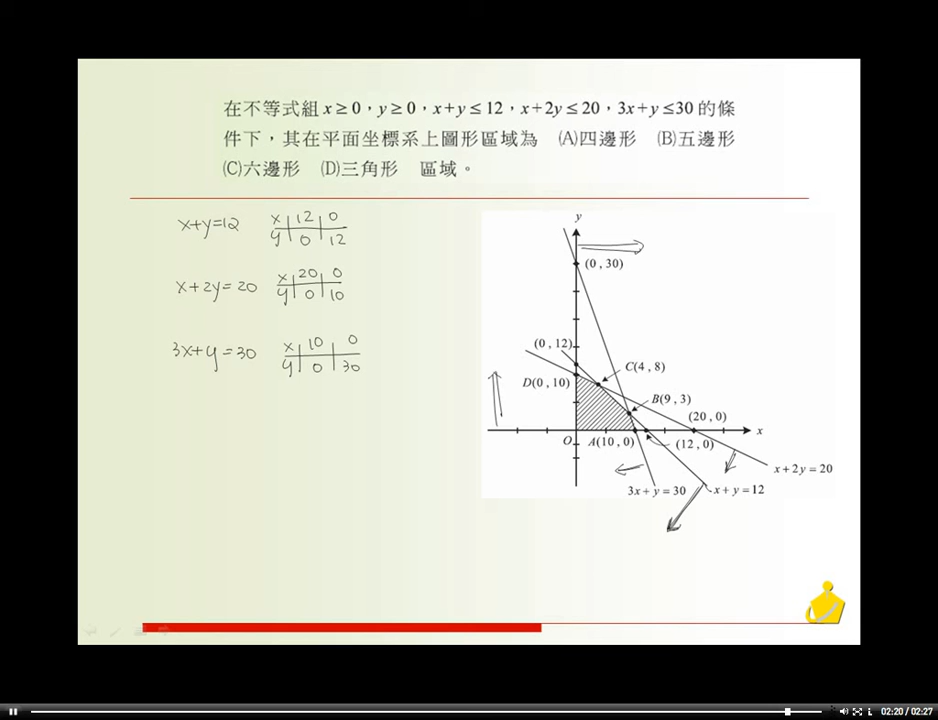 在不等式組 x ≥ 0，y ≥ 0，x + y ≤ 12，x + 2y ≤ 20，3x + y ≤ 30 的條
件下，其在平面坐標系上圖形區域為 (A)四邊形 (B)五邊形
(C)六邊形 (D)三角形 區域。
x+y=12 x 12 0
y 0 12
x+2y=20 x 20 0
y 0 10
3x+y=30 x 10 0
y 0 30
y
(0 , 30)
(0 , 12)
C(4 , 8)
D(0 , 10)
B(9 , 3)
(20 , 0)
x
O A(10 , 0) (12 , 0)
x + 2y = 20
3x + y = 30 x + y = 12
02:20 / 02:27